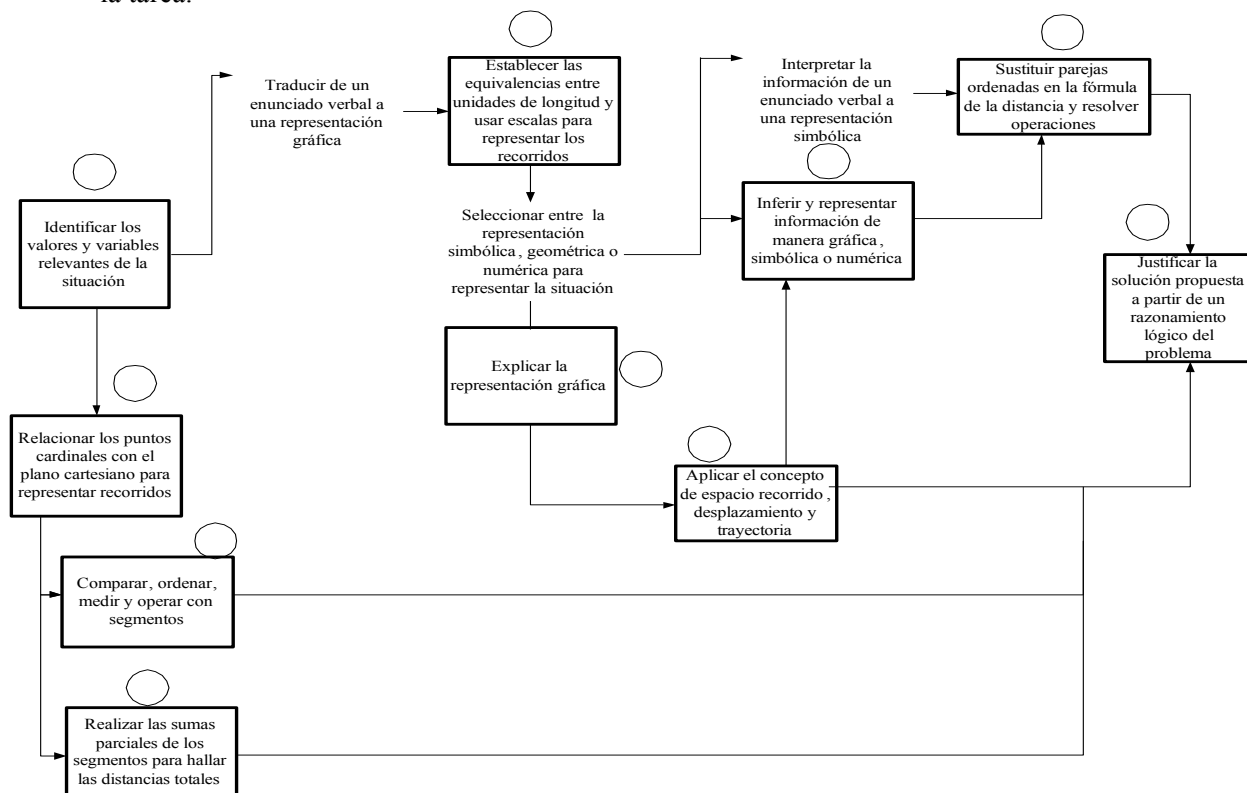 la tarea.
Traducir de un
enunciado verbal a
una representación
gráfica
Establecer las
equivalencias entre
unidades de longitud y
usar escalas para
representar los
recorridos
Interpretar la
información de un
enunciado verbal a
una representación
simbólica
Sustituir parejas
ordenadas en la fórmula
de la distancia y resolver
operaciones
Identificar los
valores y variables
relevantes de la
situación
Seleccionar entre la
representación
simbólica, geométrica o
numérica para
representar la situación
Inferir y representar
información de
manera gráfica,
simbólica o numérica
Justificar la
solución propuesta
a partir de un
razonamiento
lógico del
problema
Explicar la
representación gráfica
Relacionar los puntos
cardinales con el
plano cartesiano para
representar recorridos
Aplicar el concepto
de espacio recorrido,
desplazamiento y
trayectoria
Comparar, ordenar,
medir y operar con
segmentos
Realizar las sumas
parciales de los
segmentos para hallar
las distancias totales